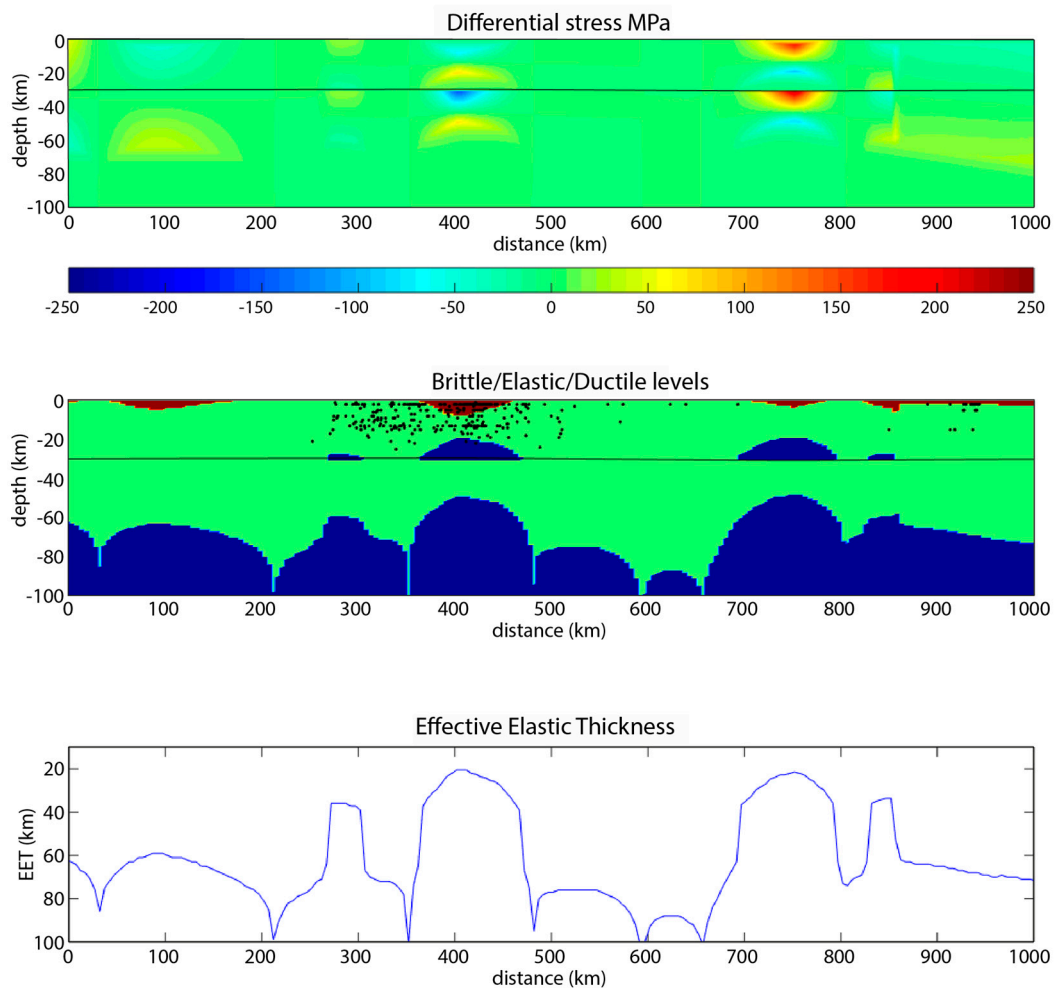 Differential stress MPa
0
-20
-40
-60
-80
-100
depth (km)
0 100 200 300 400 500 600 700 800 900 1000
distance (km)
-250 -200 -150 -100 -50 0 50 100 150 200 250
Brittle/Elastic/Ductile levels
0
-20
-40
-60
-80
-100
depth (km)
0 100 200 300 400 500 600 700 800 900 1000
distance (km)
Effective Elastic Thickness
20
40
60
80
100
EET (km)
0 100 200 300 400 500 600 700 800 900 1000
distance (km)